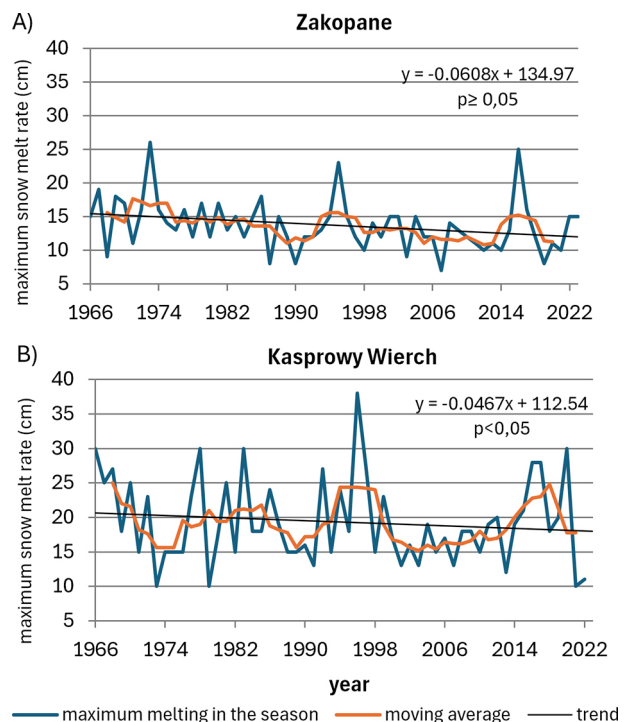 A)
Zakopane
maximum snow melt rate (cm)
40
35
30
25
20
15
10
5
y = -0.0608x + 134.97
p≥ 0,05
1966 1974 1982 1990 1998 2006 2014 2022
B)
Kasprowy Wierch
maximum snow melt rate (cm)
40
35
30
25
20
15
10
5
y = -0.0467x + 112.54
p<0,05
1966 1974 1982 1990 1998 2006 2014 2022
year
maximum melting in the season moving average trend